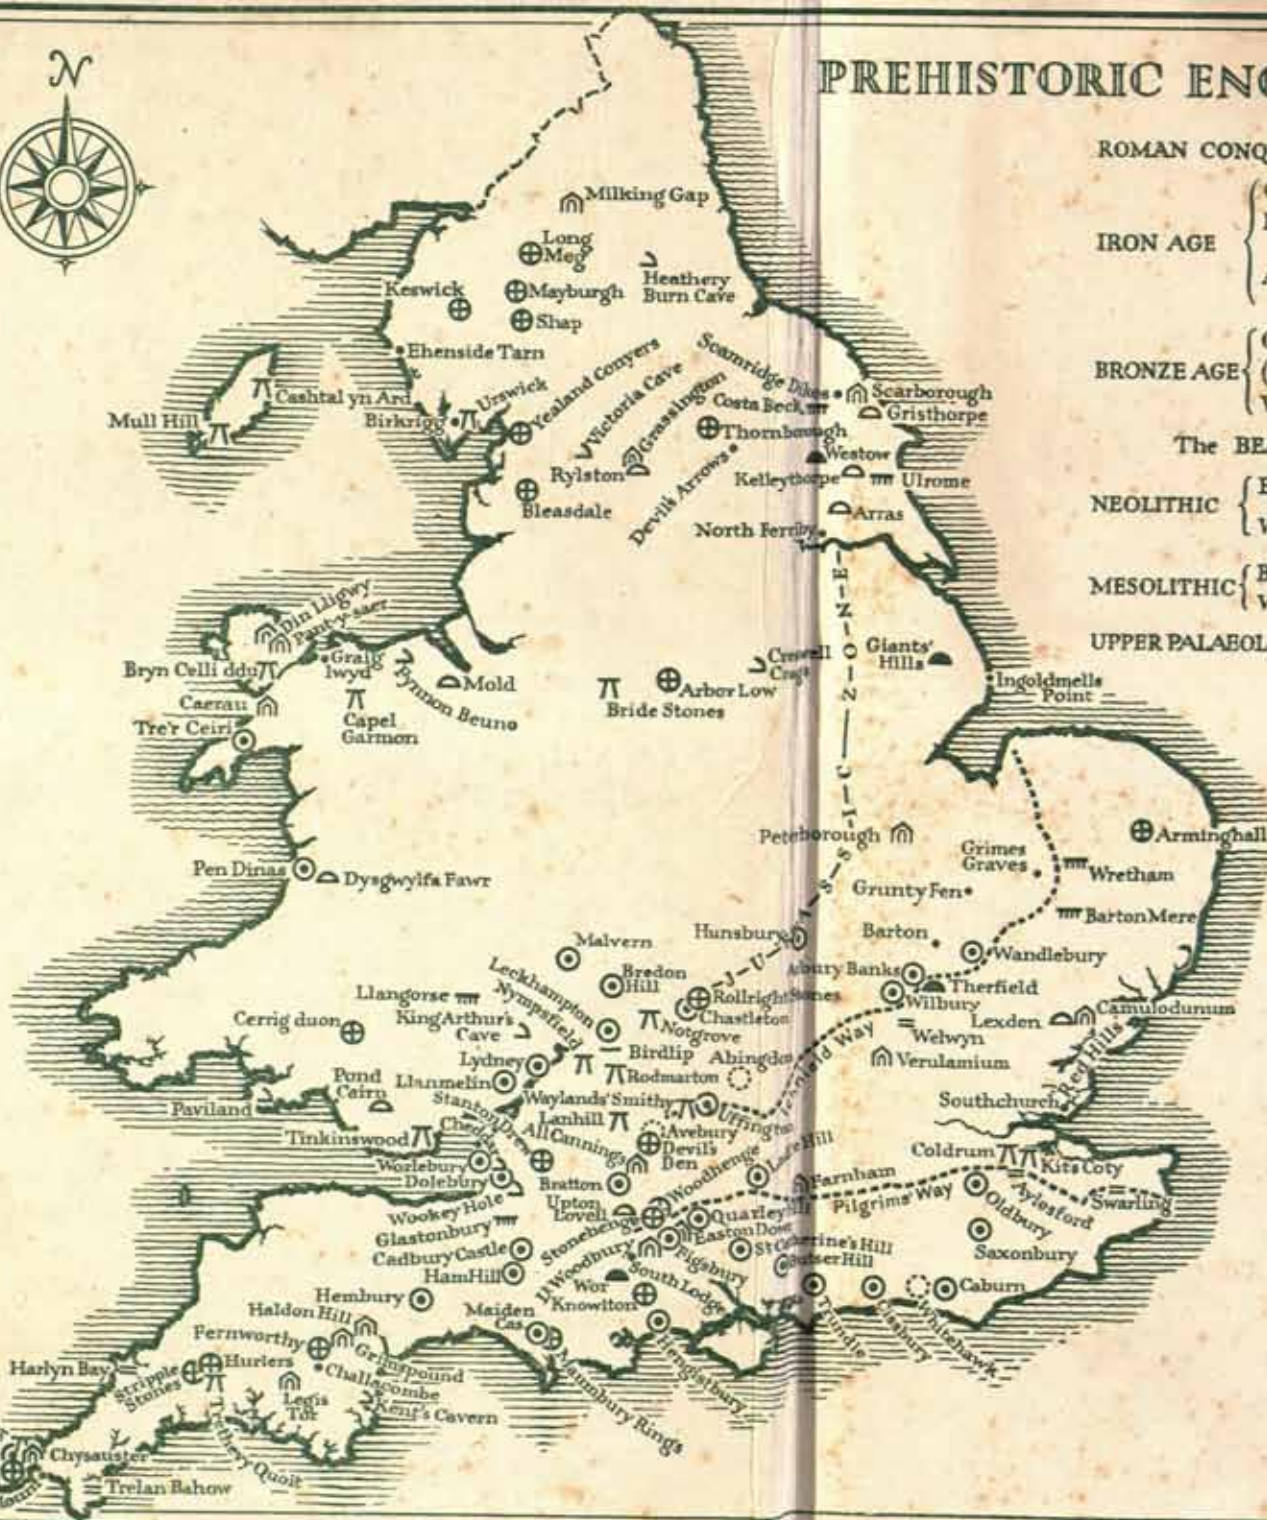 N
PREHISTORIC ENG
ROMAN CONQ
IRON AGE
BRONZE AGE
The BEA
NEOLITHIC
MESOLITHIC
UPPER PALAEOL
Milking Gap
Long
Meg
Heathery
Burn Cave
Keswick
Mayburgh
Shap
Ehenside Tarn
Cashtal yn Ard
Mull Hill
Birkrigg
Urswick
Yealand Conyers
Victoria Cave
Grassington
Scamridge Dikes
Scarborough
Costa Beck
Gristhorpe
Thornborough
Westow
Rylston
Devil's Arrows
Kelleythorpe
Ulrome
Bleasdale
Arras
North Ferriby
JURASSIC ZONE
Din Lligwy
Pant-y-saer
Bryn Celli ddu
Graig
lwyd
Ffynnon Beuno
Mold
Caerau
Capel
Garmon
Tre'r Ceiri
Bride Stones
Arbor Low
Creswell
Crags
Giants'
Hills
Ingoldmells
Point
Peterborough
Arminghall
Grimes
Graves
Wretham
Grunty Fen
Barton Mere
Pen Dinas
Dysgwylfa Fawr
Hunsbury
Barton
Wandlebury
Malvern
Bredon
Hill
Arbury Banks
Therfield
Leckhampton
Nympsfield
Llangorse
Rollright Stones
Chastleton
Wilbury
Cerrig duon
King Arthur's
Cave
Notgrove
Welwyn
Lexden
Camulodunum
Lydney
Birdlip
Abingdon
Icknield Way
Verulamium
Red Hills
Llanmelin
Rodmarton
Pond
Cairn
Paviland
Waylands' Smithy
Uffington
Southchurch
Stanton Drew
Lanhill
Tinkinswood
Cheddar
All Cannings
Avebury
Devil's
Den
Coldrum
Kit's Coty
Worlebury
Dolebury
Bratton
Woodhenge
Farnham
Pilgrims' Way
Aylesford
Swarling
Wookey Hole
Upton
Lovell
Oldbury
Glastonbury
Stonehenge
Quarley Hill
Easton Down
Saxonbury
Cadbury Castle
Woodbury
Figsbury
St Catherine's Hill
Butser Hill
Ham Hill
South Lodge
Wor
Knowlton
Caburn
Hembury
Haldon Hill
Maiden
Cas.
Trundle
Cissbury
Whitehawk
Fernworthy
Grimspound
Hengistbury
Harlyn Bay
Hurlers
Challacombe
Maumbury Rings
Stripple
Stones
Legis
Tor
Kent's Cavern
Trethevy Quoit
Chysauster
Trelan Bahow